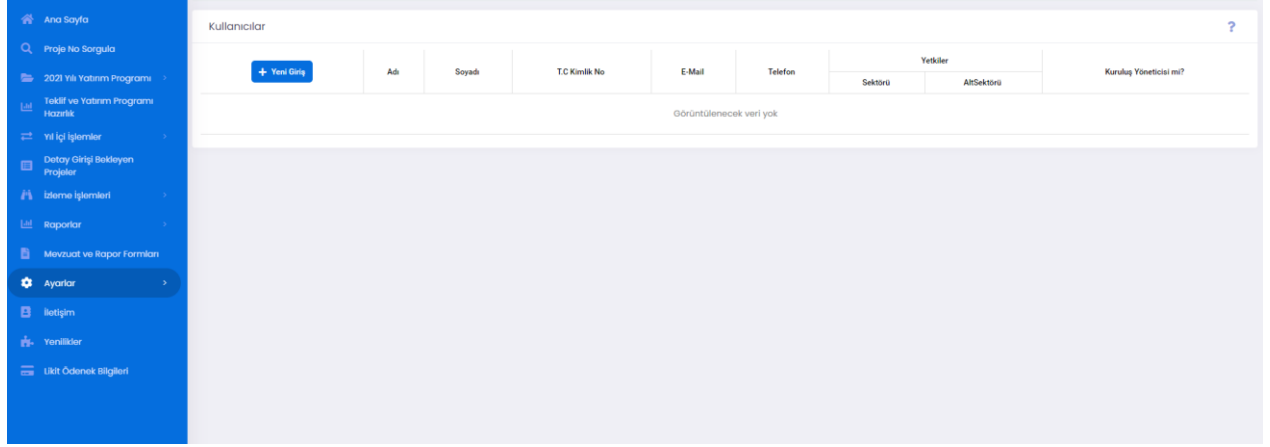 Ana Sayfa
Proje No Sorgula
2021 Yılı Yatırım Programı
Teklif ve Yatırım Programı
Hazırlık
Yıl İçi İşlemler
Detay Girişi Bekleyen
Projeler
İzleme İşlemleri
Raporlar
Mevzuat ve Rapor Formları
Ayarlar
İletişim
Yenilikler
Likit Ödenek Bilgileri
Kullanıcılar ?
+ Yeni Giriş Adı Soyadı T.C Kimlik No E-Mail Telefon Yetkiler Kuruluş Yöneticisi mi?
Sektörü AltSektörü
Görüntülenecek veri yok